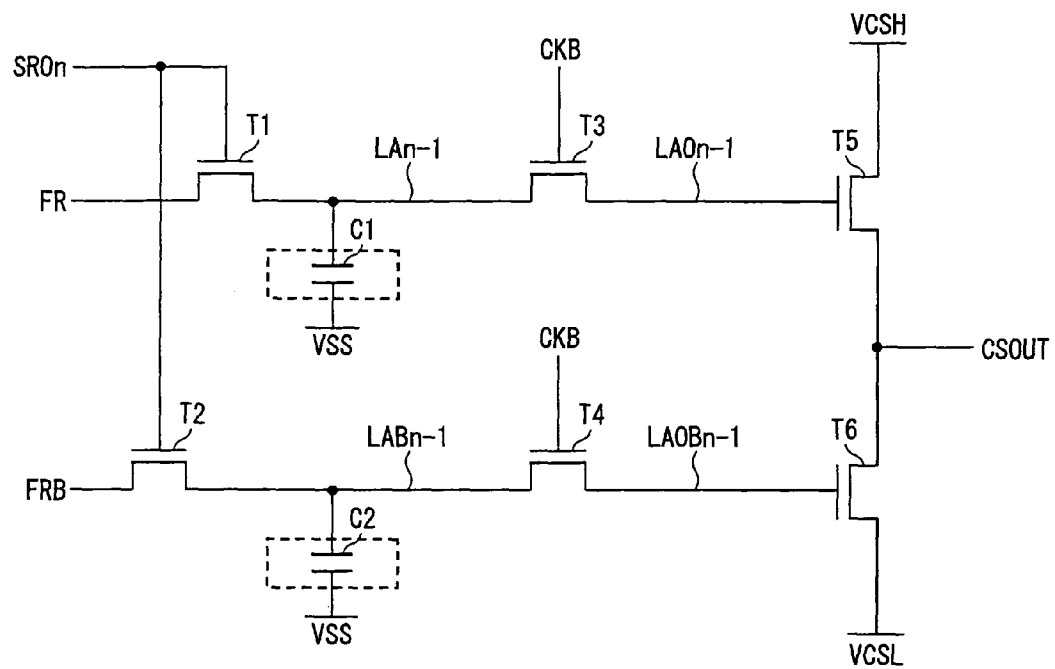 VCSH
CKB
SROn
T1
T3
T5
LAn-1
LAOn-1
FR
C1
VSS
CKB
CSOUT
T2
T4
T6
LABn-1
LAOBn-1
FRB
C2
VSS
VCSL